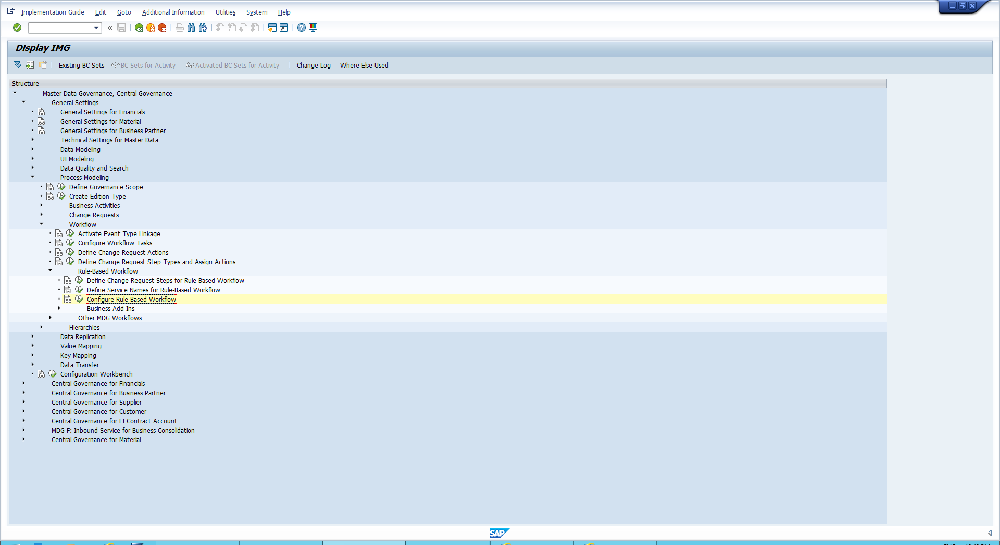 Implementation Guide Edit Goto Additional Information Utilities System Help
Display IMG
Existing BC Sets BC Sets for Activity Activated BC Sets for Activity Change Log Where Else Used
Structure
Master Data Governance, Central Governance
General Settings
General Settings for Financials
General Settings for Material
General Settings for Business Partner
Technical Settings for Master Data
Data Modeling
UI Modeling
Data Quality and Search
Process Modeling
Define Governance Scope
Create Edition Type
Business Activities
Change Requests
Workflow
Activate Event Type Linkage
Configure Workflow Tasks
Define Change Request Actions
Define Change Request Step Types and Assign Actions
Rule-Based Workflow
Define Change Request Steps for Rule-Based Workflow
Define Service Names for Rule-Based Workflow
Configure Rule-Based Workflow
Business Add-Ins
Other MDG Workflows
Hierarchies
Data Replication
Value Mapping
Key Mapping
Data Transfer
Configuration Workbench
Central Governance for Financials
Central Governance for Business Partner
Central Governance for Supplier
Central Governance for Customer
Central Governance for FI Contract Account
MDG-F: Inbound Service for Business Consolidation
Central Governance for Material
SAP